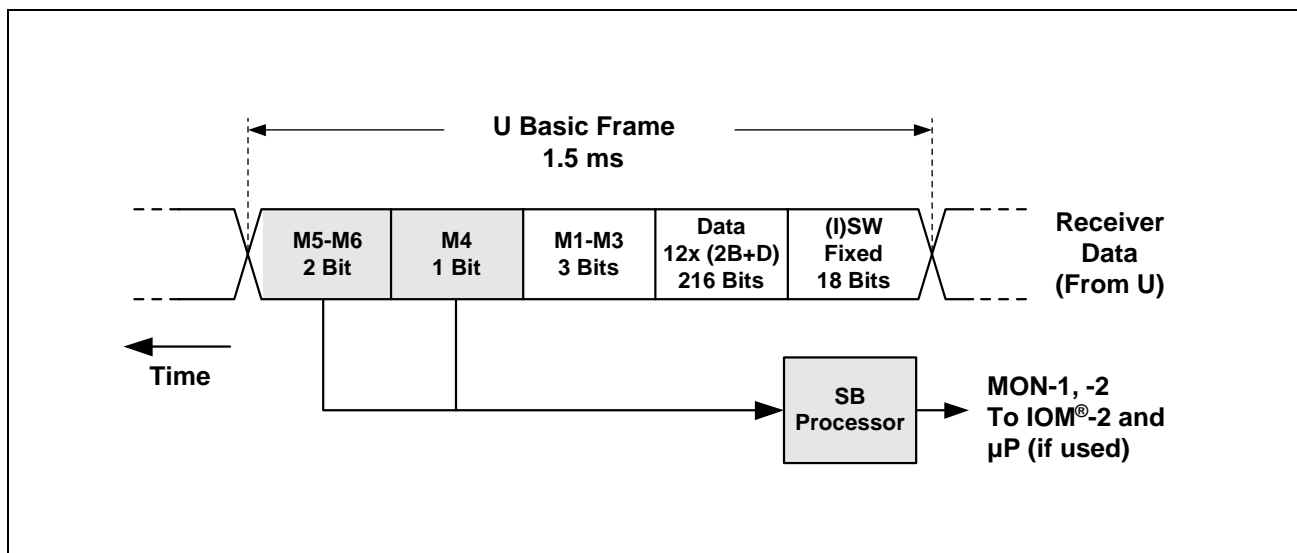 U Basic Frame
1.5 ms
M5-M6
2 Bit
M4
1 Bit
M1-M3
3 Bits
Data
12x (2B+D)
216 Bits
(I)SW
Fixed
18 Bits
Receiver
Data
(From U)
Time
SB
Processor
MON-1, -2
To IOM®-2 and
µP (if used)